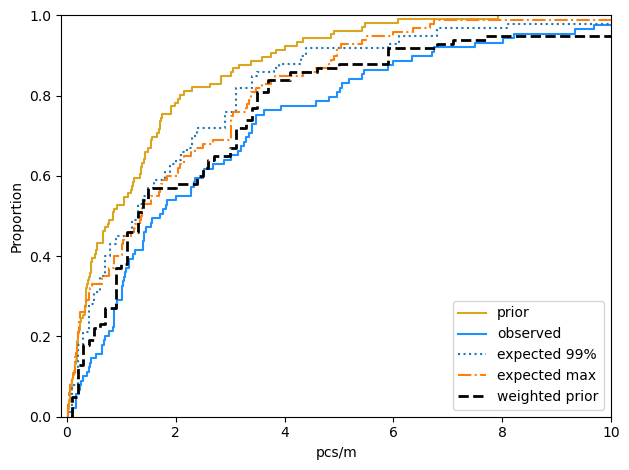 1.0
0.8
0.6
0.4
0.2
0.0
Proportion
0 2 4 6 8 10
pcs/m
prior
observed
expected 99%
expected max
weighted prior